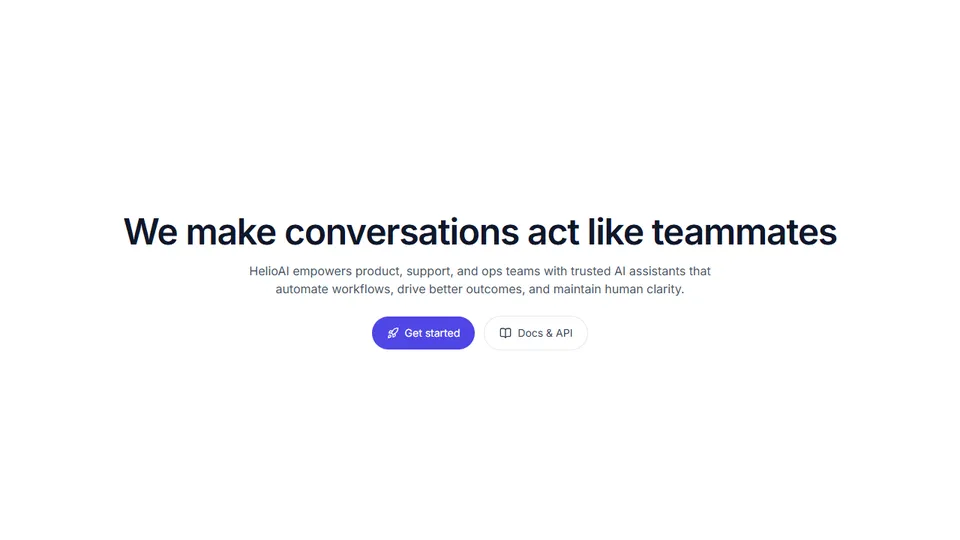 We make conversations act like teammates
HelioAI empowers product, support, and ops teams with trusted AI assistants that
automate workflows, drive better outcomes, and maintain human clarity.
Get started
Docs & API